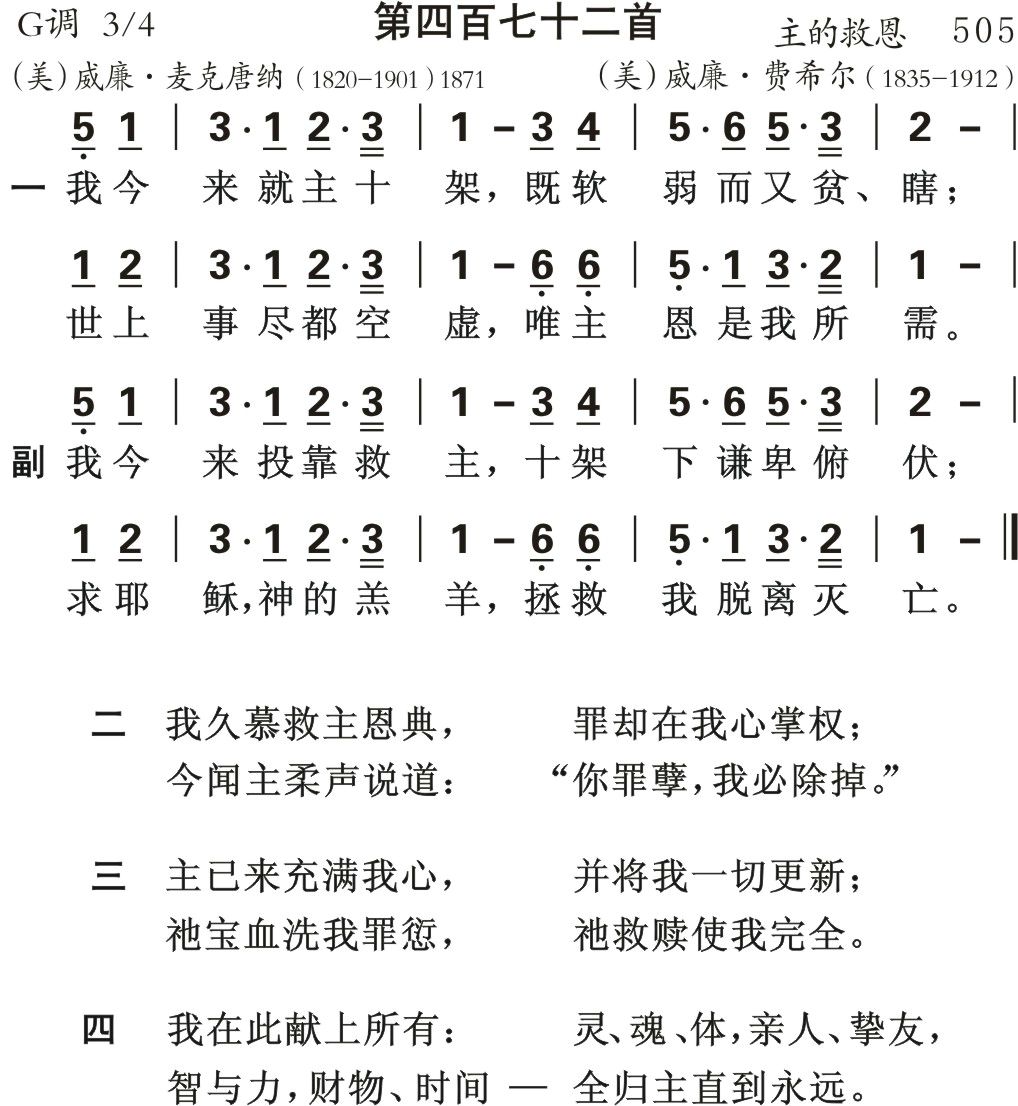 G调 3/4 第四百七十二首 主的救恩 505
(美)威廉·麦克唐纳(1820-1901)1871 (美)威廉·费希尔(1835-1912)
5 1 | 3·1 2·3 | 1 – 3 4 | 5·6 5·3 | 2 – |
一 我今 来就主十 架，既软 弱而又贫、瞎；
1 2 | 3·1 2·3 | 1 – 6 6 | 5·1 3·2 | 1 – |
世上 事尽都空 虚，唯主 恩是我所 需。
5 1 | 3·1 2·3 | 1 – 3 4 | 5·6 5·3 | 2 – |
副 我今 来投靠救 主，十架 下谦卑俯 伏；
1 2 | 3·1 2·3 | 1 – 6 6 | 5·1 3·2 | 1 – ‖
求耶 稣，神的羔 羊，拯救 我脱离灭 亡。
二 我久慕救主恩典， 罪却在我心掌权；
今闻主柔声说道： “你罪孽，我必除掉。”
三 主已来充满我心， 并将我一切更新；
祂宝血洗我罪愆， 祂救赎使我完全。
四 我在此献上所有： 灵、魂、体，亲人、挚友，
智与力，财物、时间 — 全归主直到永远。